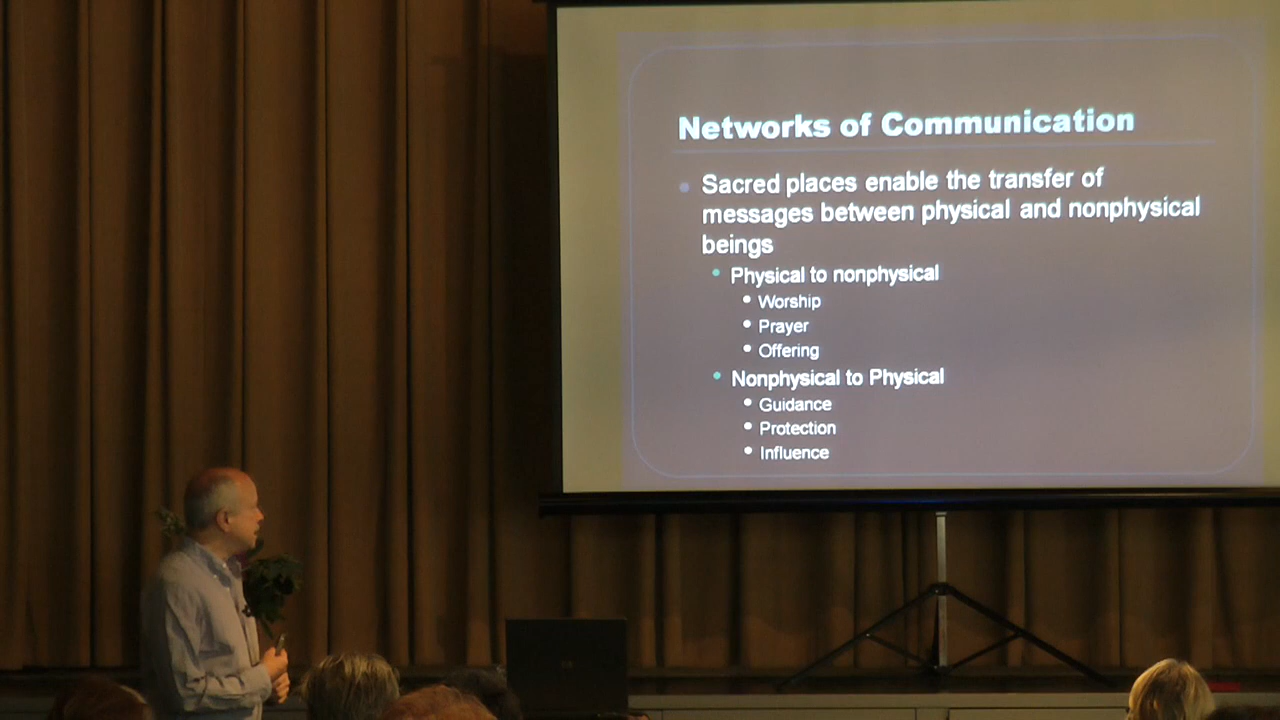 Networks of Communication
Sacred places enable the transfer of
messages between physical and nonphysical
beings
Physical to nonphysical
Worship
Prayer
Offering
Nonphysical to Physical
Guidance
Protection
Influence